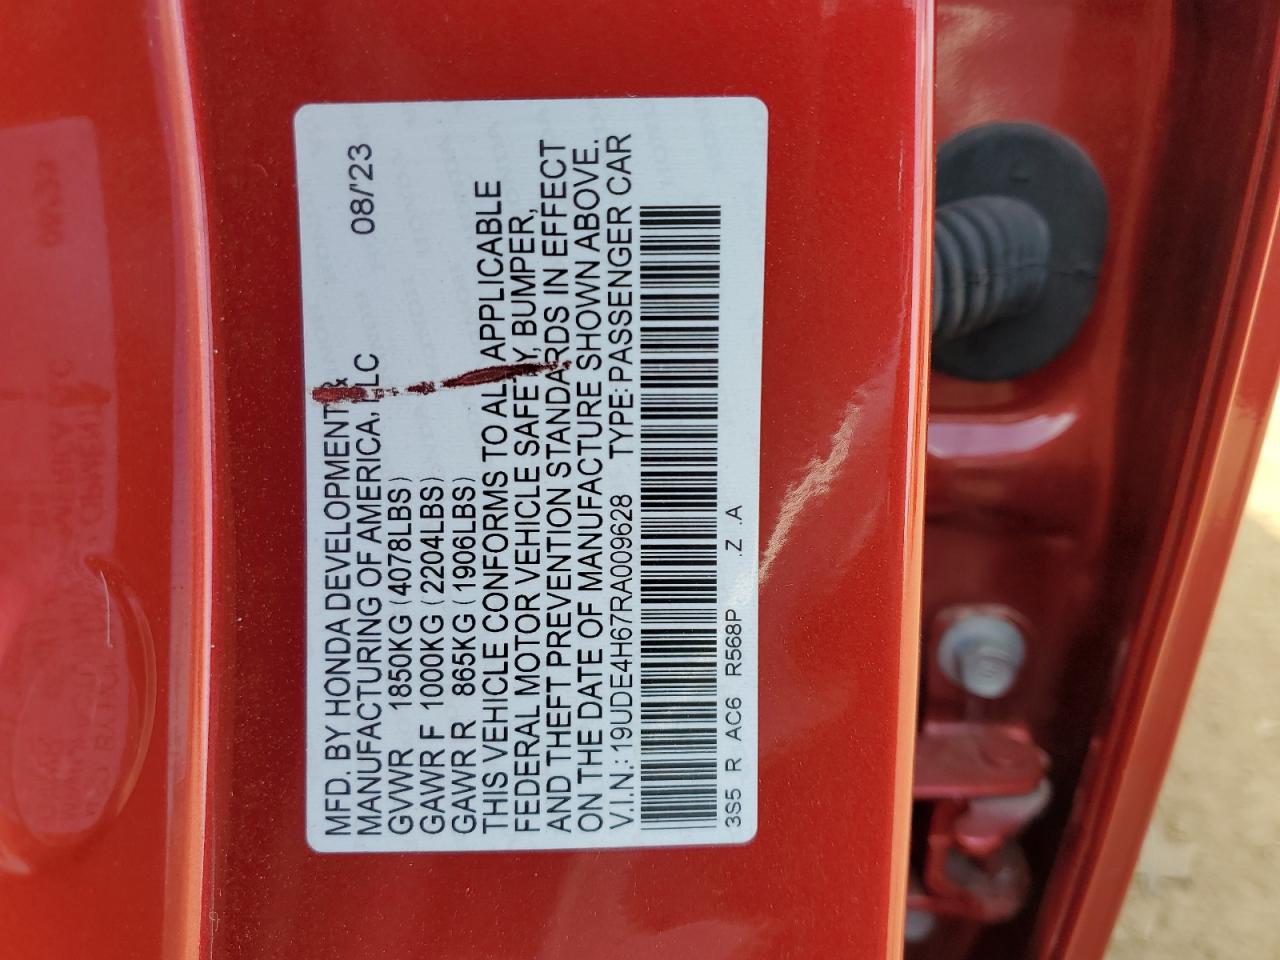 MFD. BY HONDA DEVELOPMENT &
MANUFACTURING OF AMERICA, LLC 08/'23
GVWR 1850KG (4078LBS)
GAWR F 1000KG (2204LBS)
GAWR R 865KG (1906LBS)
THIS VEHICLE CONFORMS TO ALL APPLICABLE
FEDERAL MOTOR VEHICLE SAFETY, BUMPER,
AND THEFT PREVENTION STANDARDS IN EFFECT
ON THE DATE OF MANUFACTURE SHOWN ABOVE.
V.I.N.:19UDE4H67RA009628 TYPE:PASSENGER CAR
3S5 R AC6 R568P .Z .A